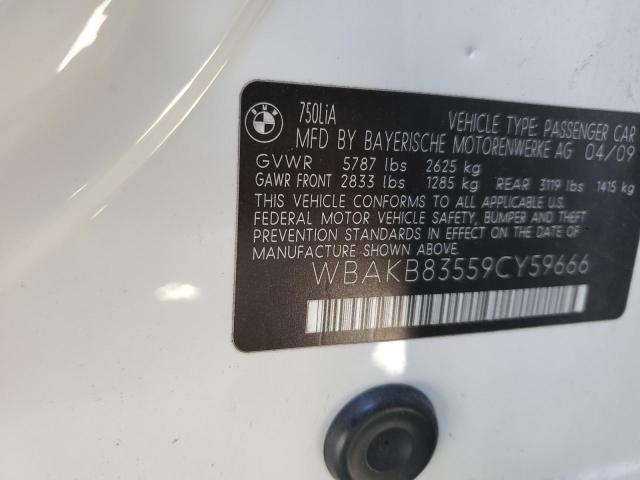 BMW
750LiA
VEHICLE TYPE: PASSENGER CAR
MFD BY BAYERISCHE MOTORENWERKE AG 04/09
GVWR 5787 lbs 2625 kg
GAWR FRONT 2833 lbs 1285 kg REAR 3119 lbs 1415 kg
THIS VEHICLE CONFORMS TO ALL APPLICABLE U.S.
FEDERAL MOTOR VEHICLE SAFETY, BUMPER AND THEFT
PREVENTION STANDARDS IN EFFECT ON THE DATE OF
MANUFACTURE SHOWN ABOVE.
WBAKB83559CY59666